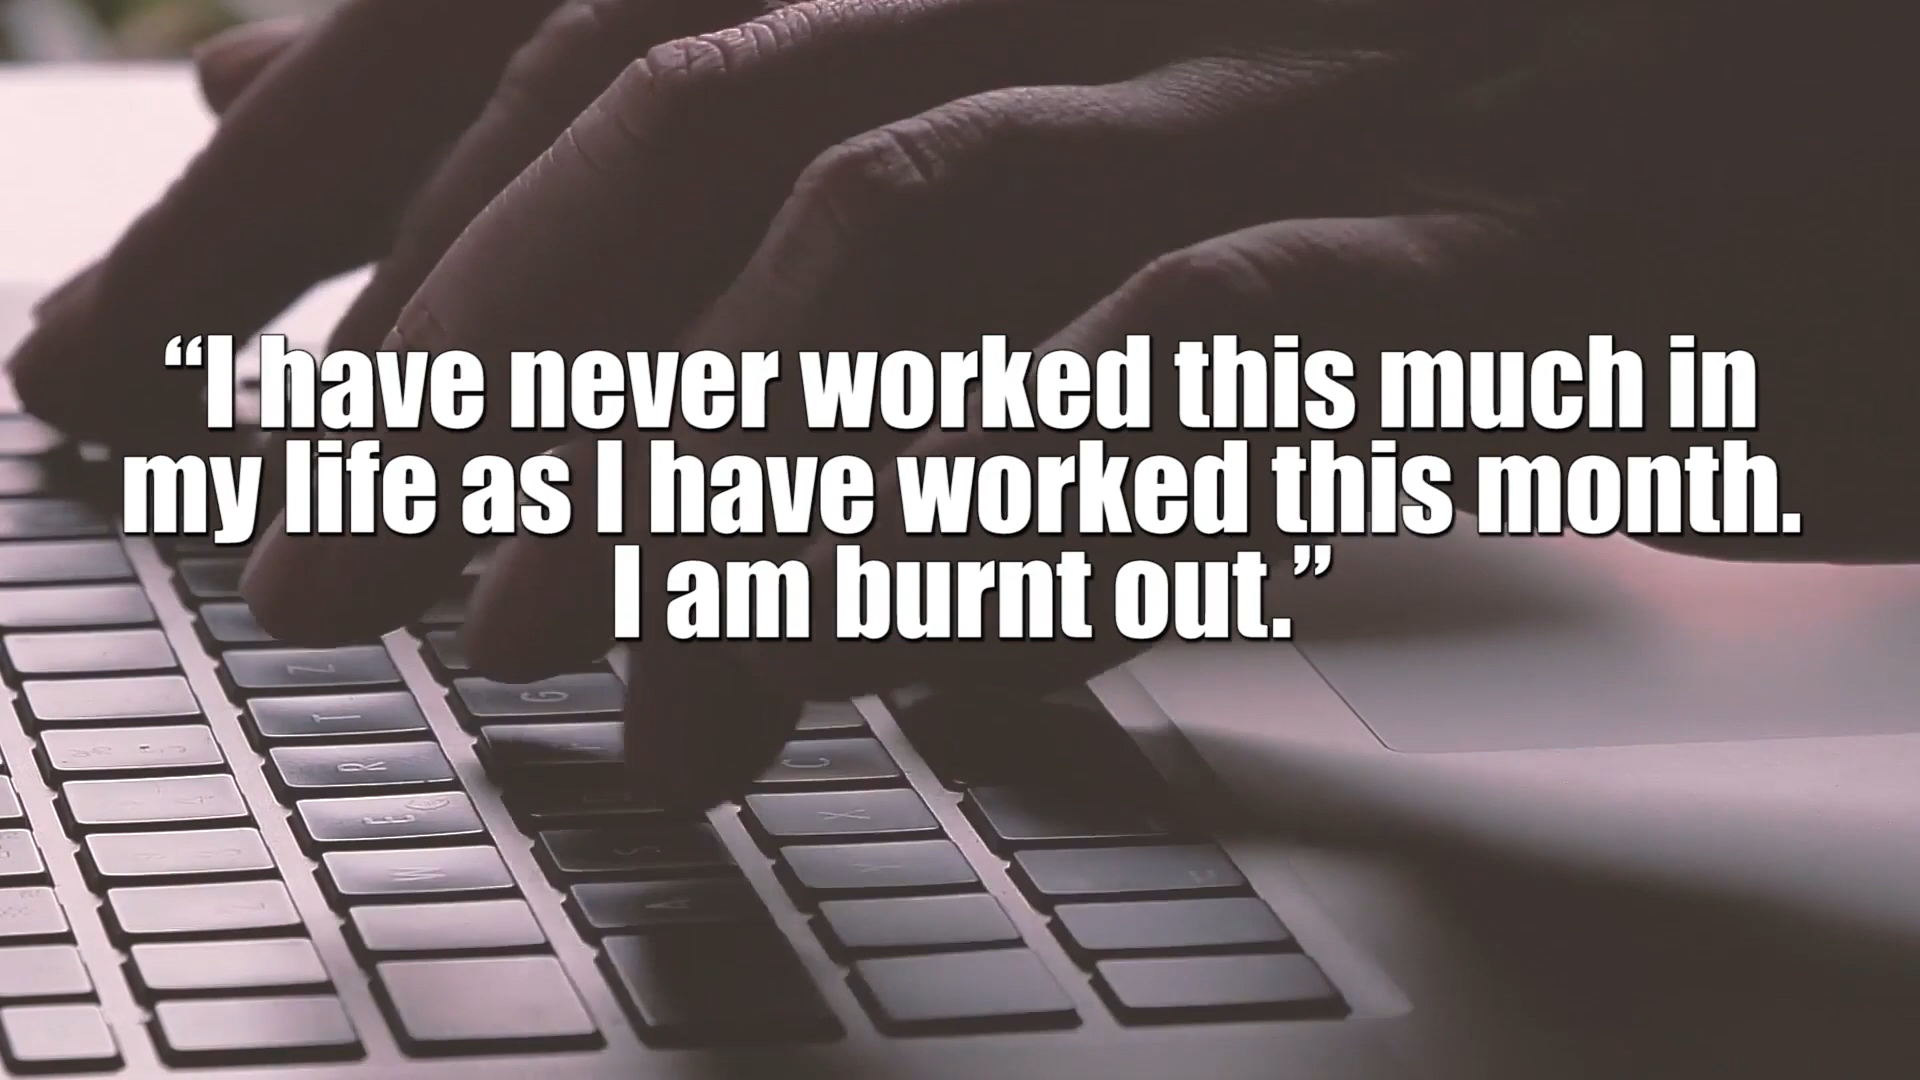 “I have never worked this much in
my life as I have worked this month.
I am burnt out.”
Z
T
G
R
C
E €
X
W
S
Y
A